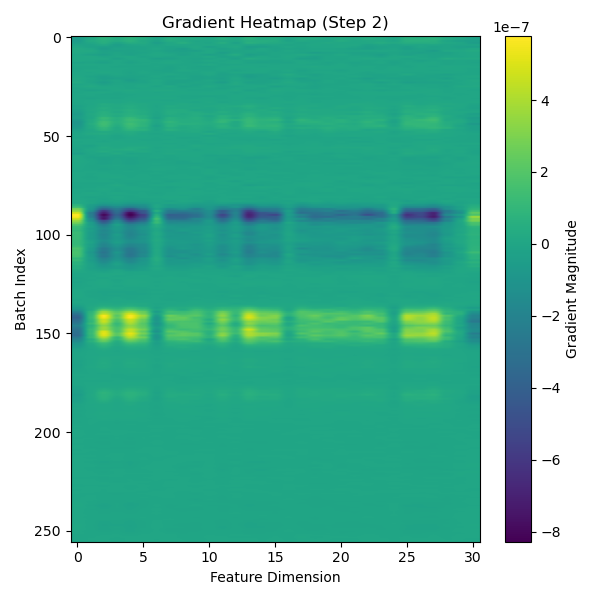 Gradient Heatmap (Step 2)
1e−7
0
50
100
150
200
250
Batch Index
0 5 10 15 20 25 30
Feature Dimension
4
2
0
−2
−4
−6
−8
Gradient Magnitude